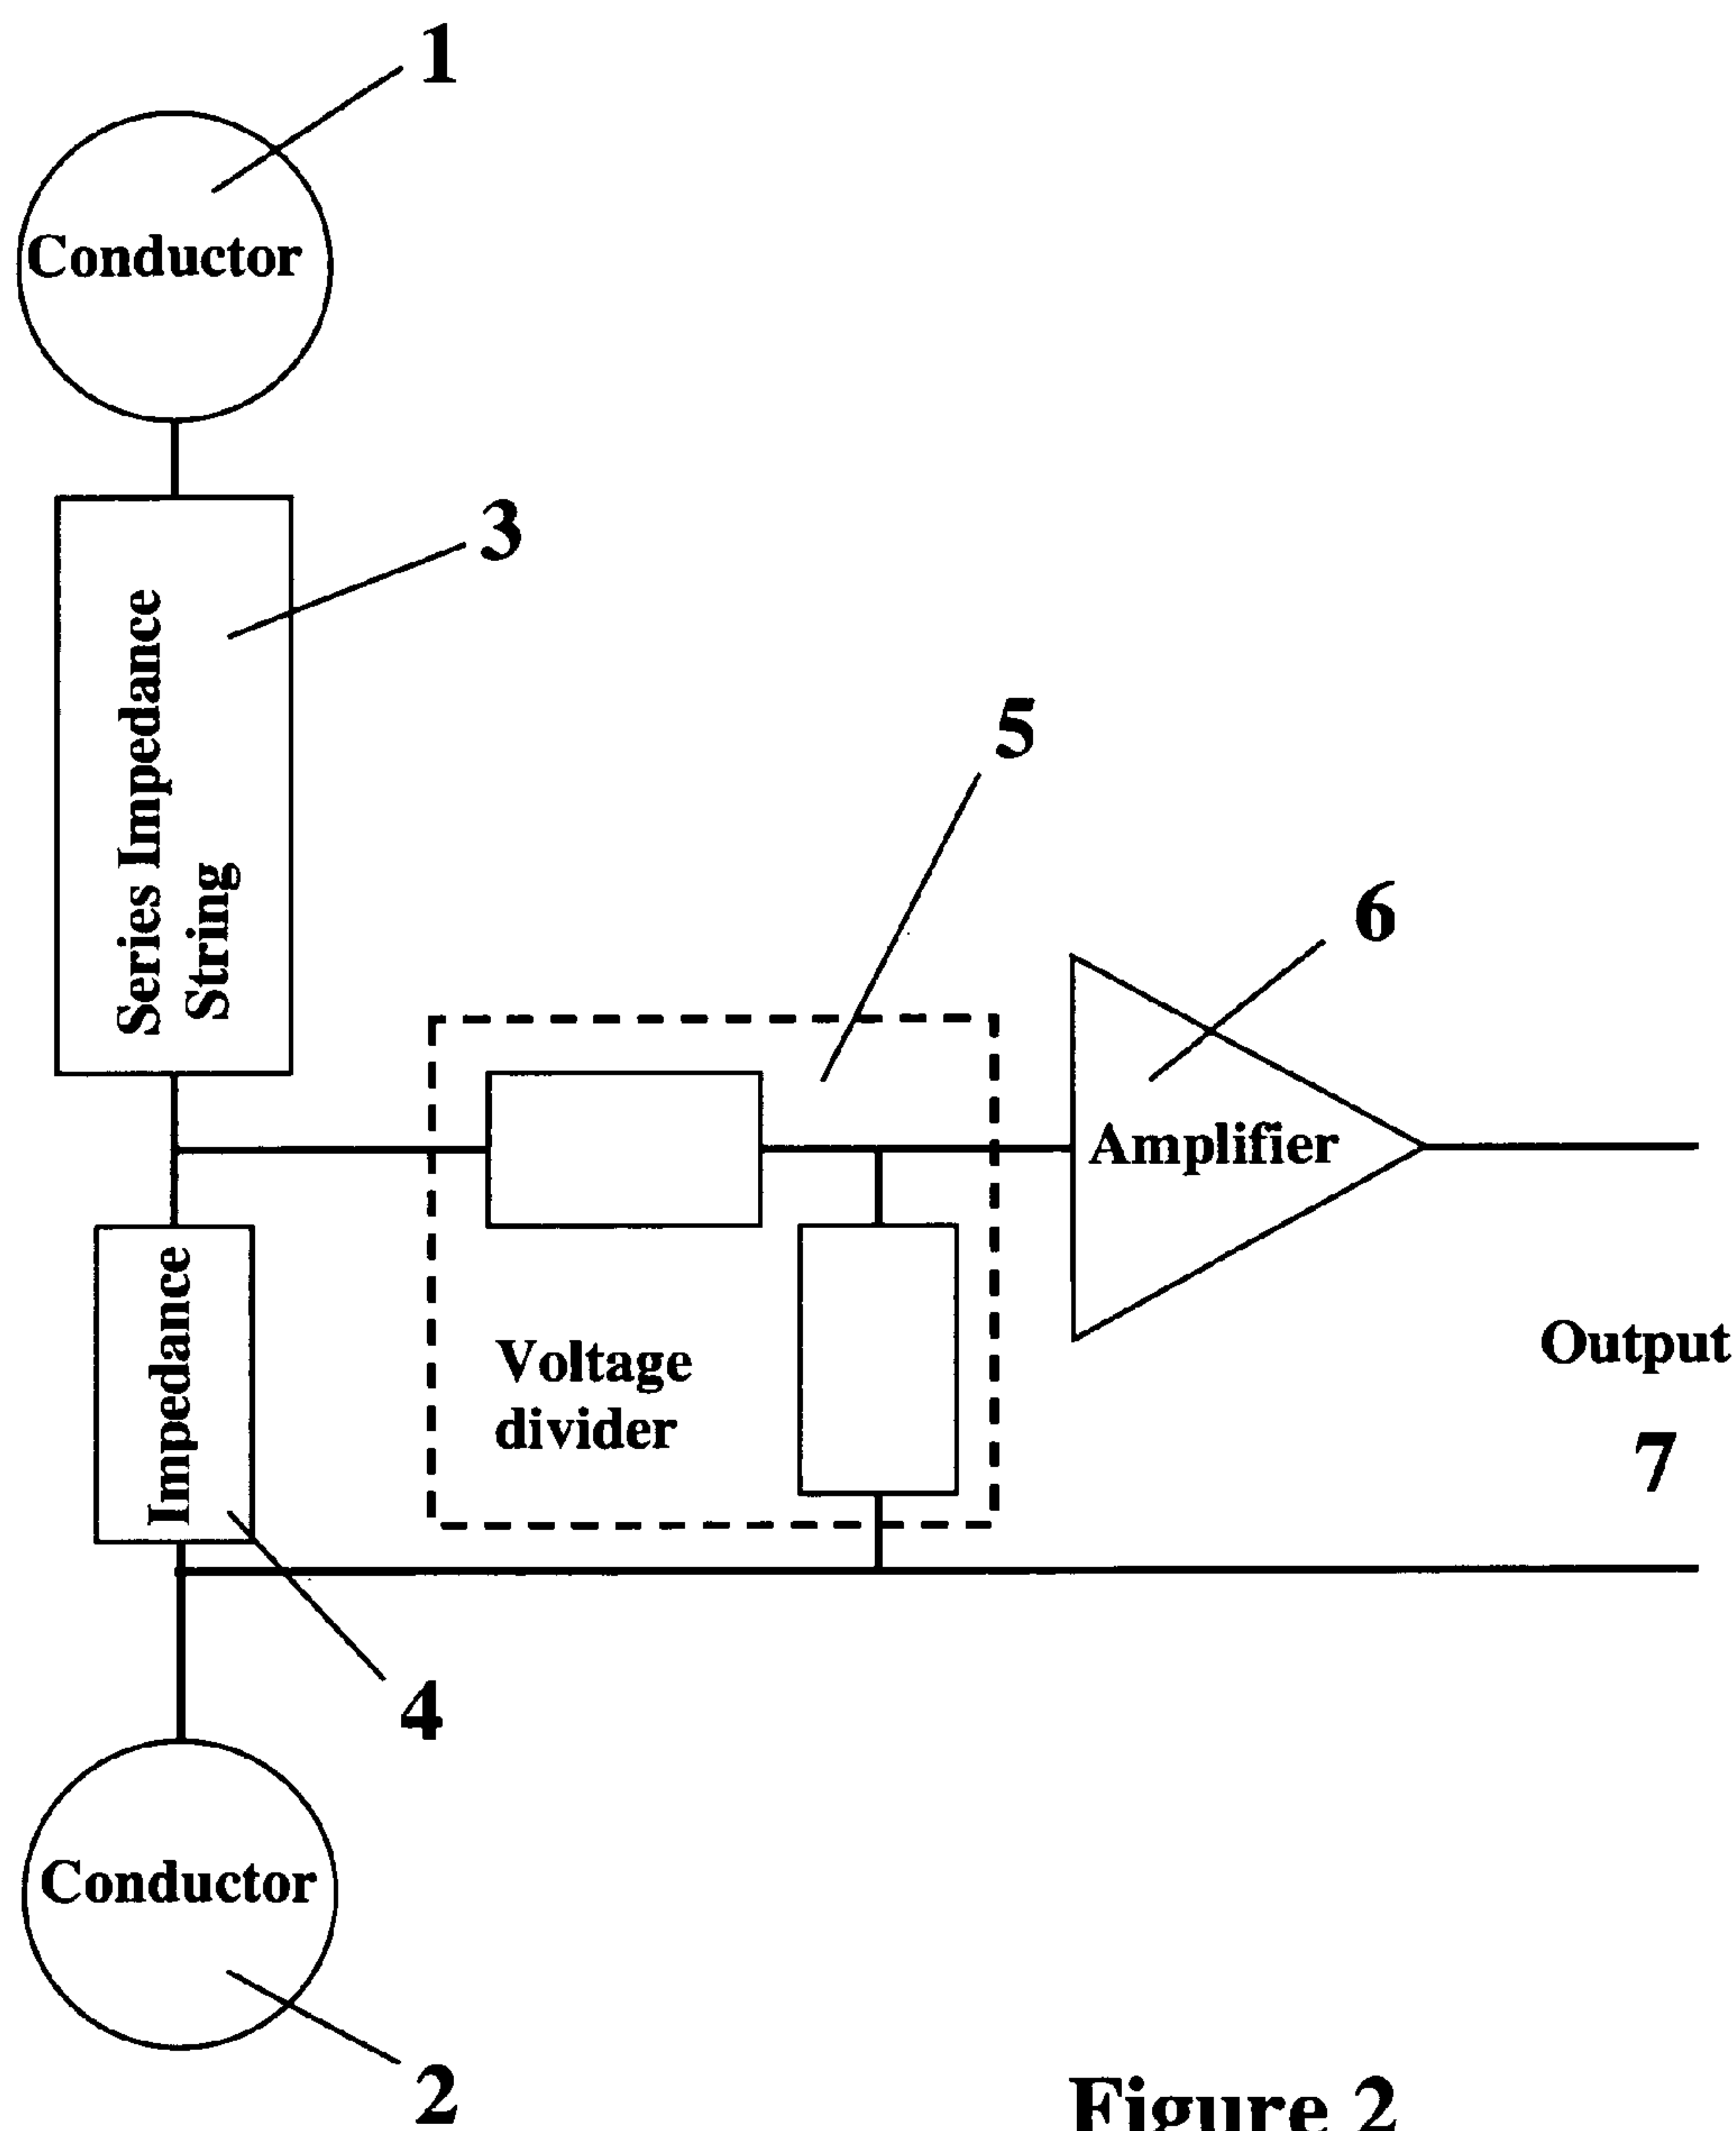 1
Conductor
3
Series Impedance
String
5
6
Amplifier
Impedance
Voltage
divider
Output
7
4
Conductor
2
Figure 2